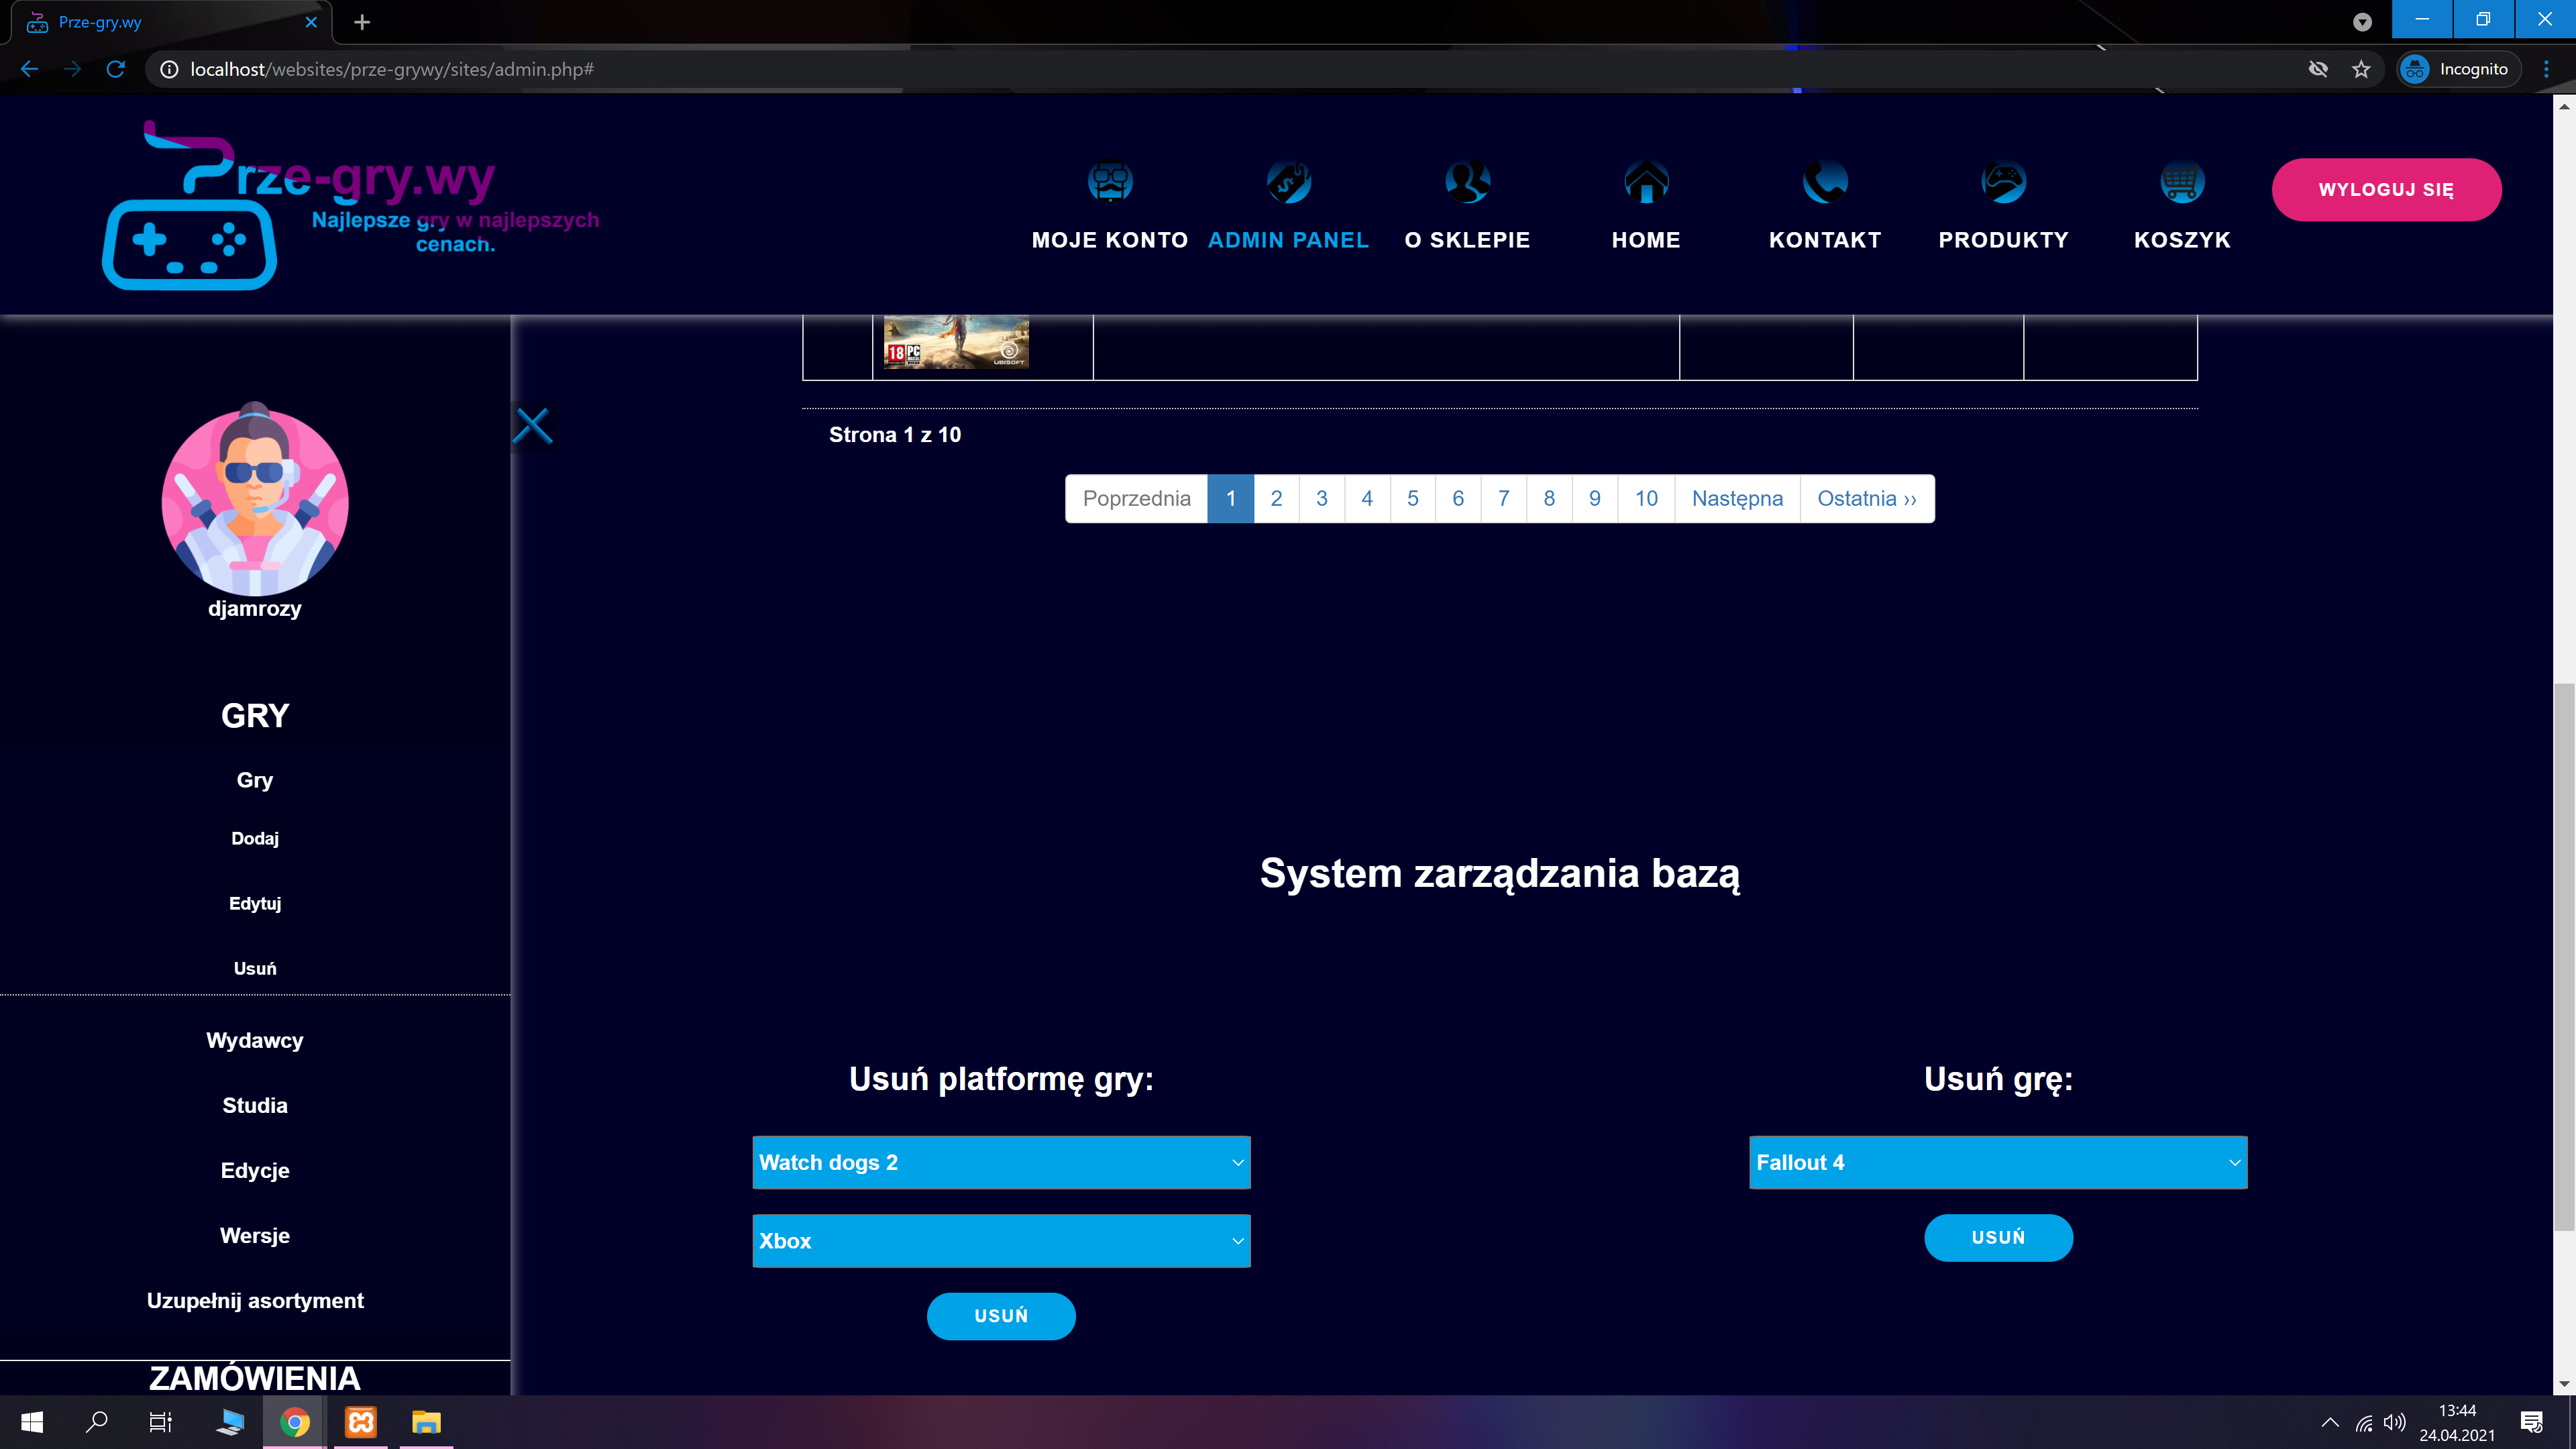 Prze-gry.wy
localhost/websites/prze-grywy/sites/admin.php#
Incognito
Prze-gry.wy
Najlepsze gry w najlepszych
cenach.
MOJE KONTO
ADMIN PANEL
O SKLEPIE
HOME
KONTAKT
PRODUKTY
KOSZYK
WYLOGUJ SIĘ
18 PC
UBISOFT
Strona 1 z 10
Poprzednia 1 2 3 4 5 6 7 8 9 10 Następna Ostatnia ››
djamrozy
GRY
Gry
Dodaj
Edytuj
Usuń
Wydawcy
Studia
Edycje
Wersje
Uzupełnij asortyment
ZAMÓWIENIA
System zarządzania bazą
Usuń platformę gry:
Watch dogs 2
Xbox
USUŃ
Usuń grę:
Fallout 4
USUŃ
13:44
24.04.2021